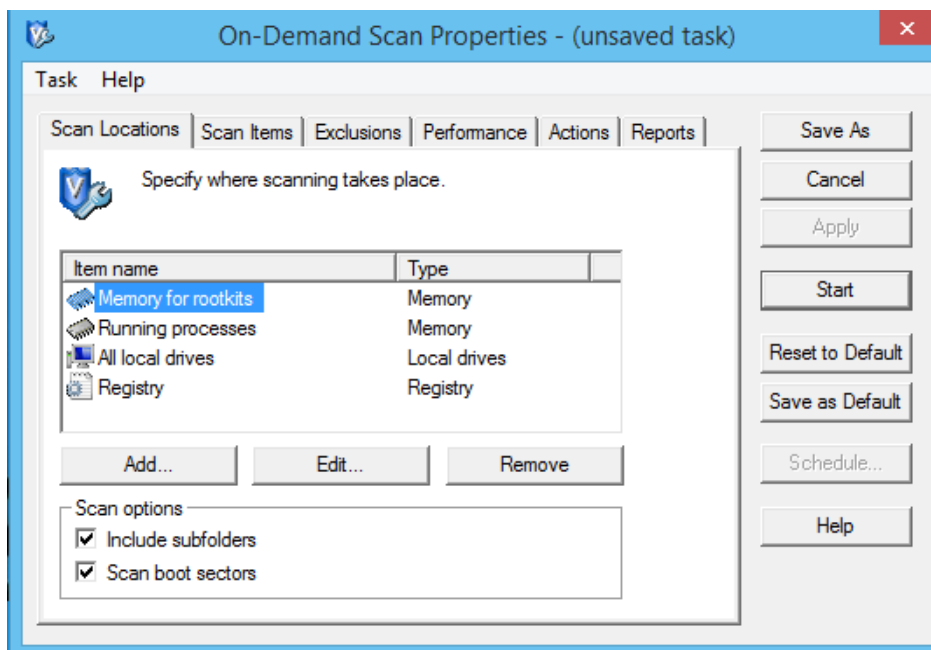 On-Demand Scan Properties - (unsaved task)
Task Help
Scan Locations Scan Items Exclusions Performance Actions Reports
Specify where scanning takes place.
Item name Type
Memory for rootkits Memory
Running processes Memory
All local drives Local drives
Registry Registry
Add... Edit... Remove
Scan options
Include subfolders
Scan boot sectors
Save As
Cancel
Apply
Start
Reset to Default
Save as Default
Schedule...
Help